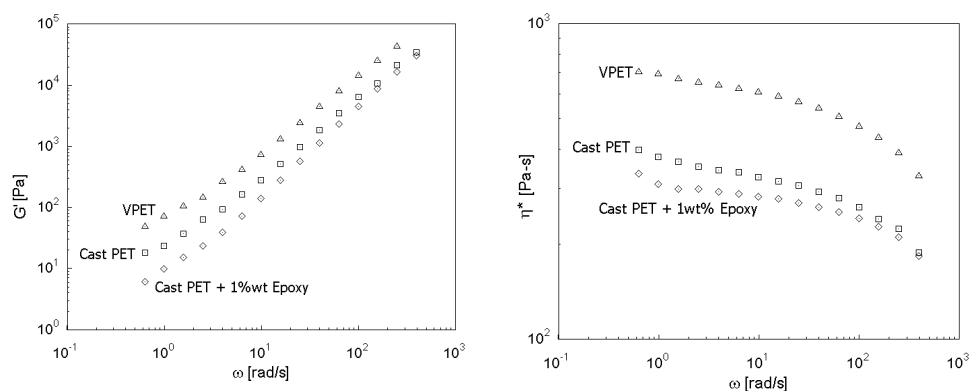 10^5
10^4
10^3
10^2
10^1
10^0
G' [Pa]
VPET
Cast PET
Cast PET + 1%wt Epoxy
10^-1
10^0
10^1
10^2
10^3
ω [rad/s]
10^3
10^2
η* [Pa-s]
VPET
Cast PET
Cast PET + 1wt% Epoxy
10^-1
10^0
10^1
10^2
10^3
ω [rad/s]